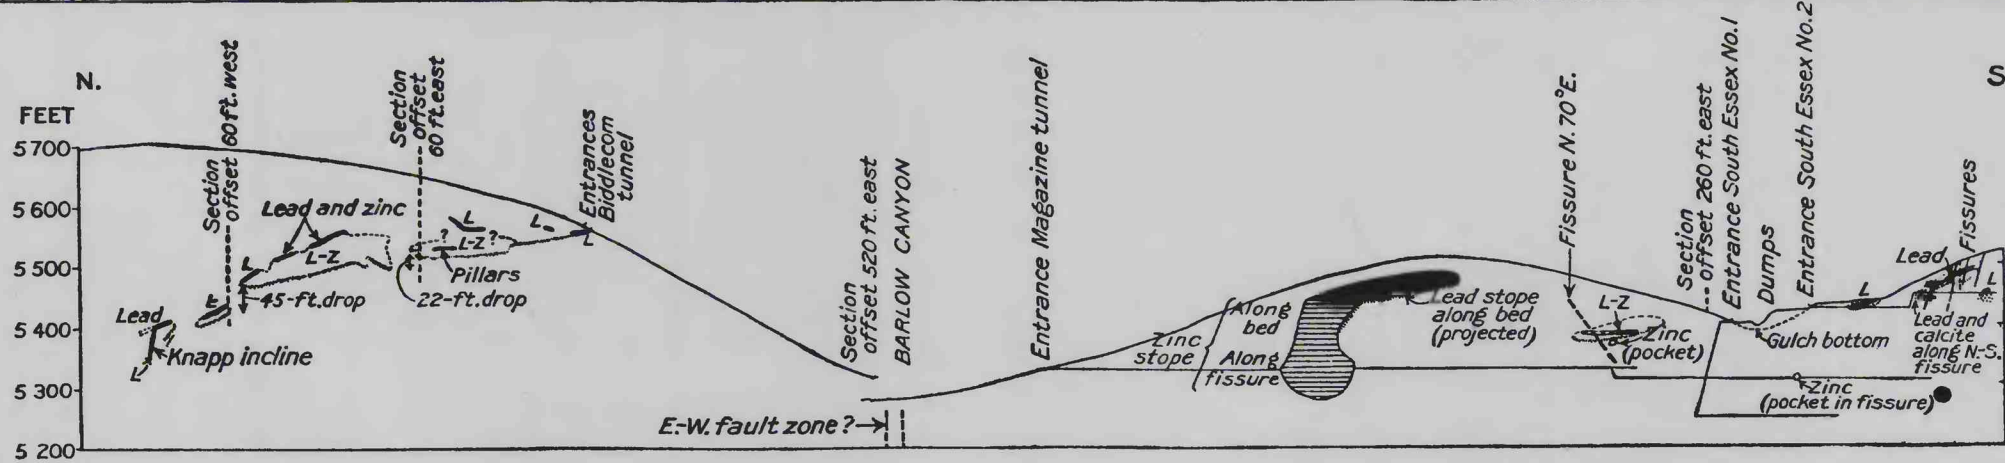 N.
FEET
5700
5600
5500
5400
5300
5200
Section
offset 60 ft. west
Lead and zinc
L
L-Z
45-ft. drop
L
Lead
L
Knapp incline
Section
offset
60 ft. east
L
L
? L-Z ?
Pillars
22-ft. drop
Entrances
Biddlecom
tunnel
L
Section
offset 520 ft. east
BARLOW CANYON
E.-W. fault zone?
Entrance Magazine tunnel
Zinc
stope
Along
bed
Along
fissure
Lead stope
along bed
(projected)
Fissure N. 70° E.
L-Z
Zinc
(pocket)
Section
offset 260 ft. east
Entrance South Essex No. 1
Dumps
Entrance South Essex No. 2
Gulch bottom
Zinc
(pocket in fissure)
L
Lead
Fissures
L
Lead and
calcite
along N.-S.
fissure
S